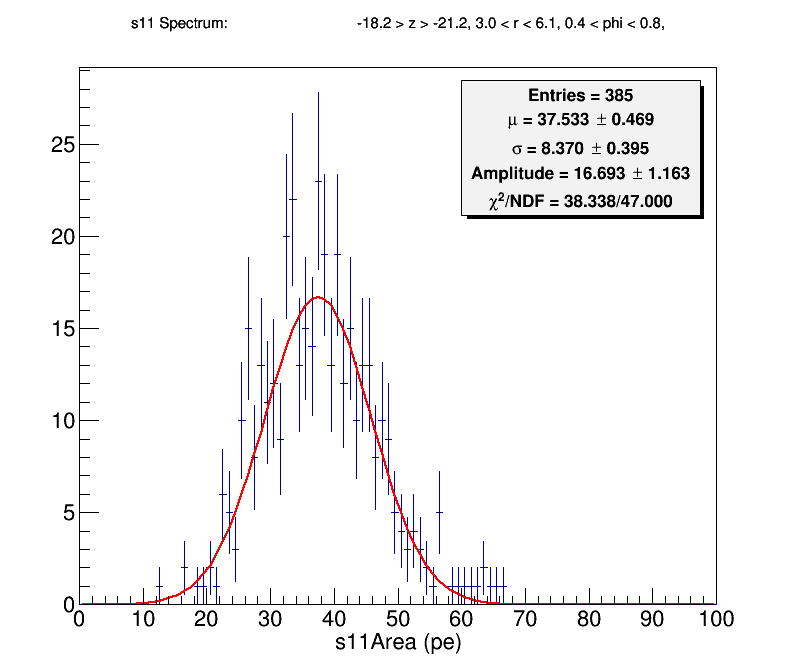 s11 Spectrum: -18.2 > z > -21.2, 3.0 < r < 6.1, 0.4 < phi < 0.8,
Entries = 385
μ = 37.533 ± 0.469
σ = 8.370 ± 0.395
Amplitude = 16.693 ± 1.163
χ²/NDF = 38.338/47.000
25
20
15
10
5
0
0 10 20 30 40 50 60 70 80 90 100
s11Area (pe)